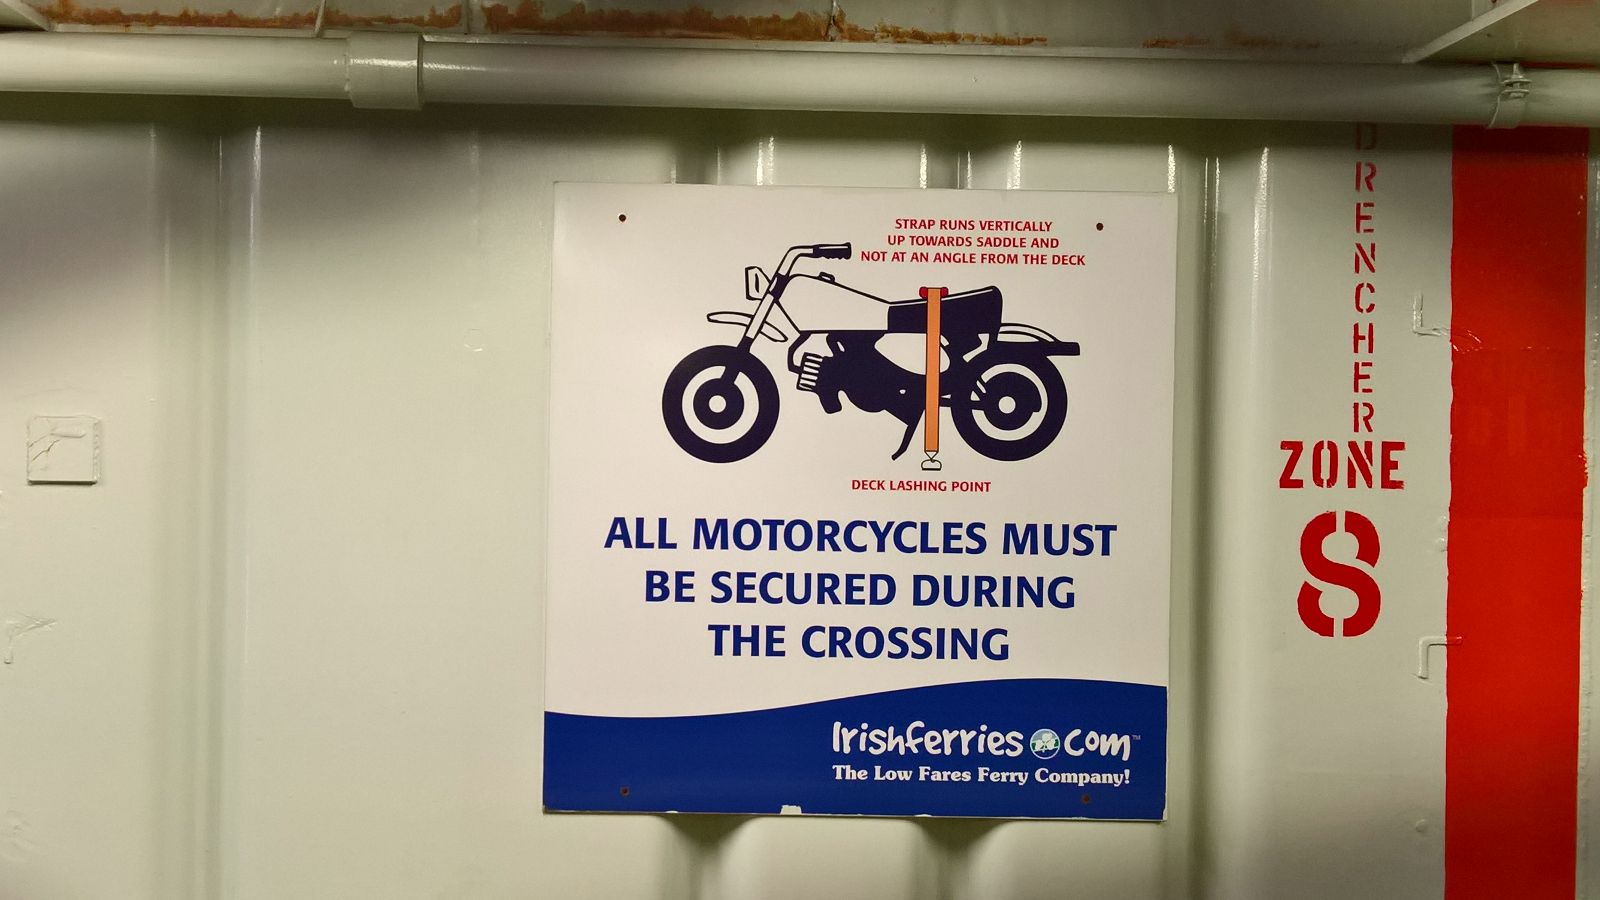 STRAP RUNS VERTICALLY
UP TOWARDS SADDLE AND
NOT AT AN ANGLE FROM THE DECK
DECK LASHING POINT
ALL MOTORCYCLES MUST
BE SECURED DURING
THE CROSSING
Irishferries.com™
The Low Fares Ferry Company!
DRENCHER
ZONE
8